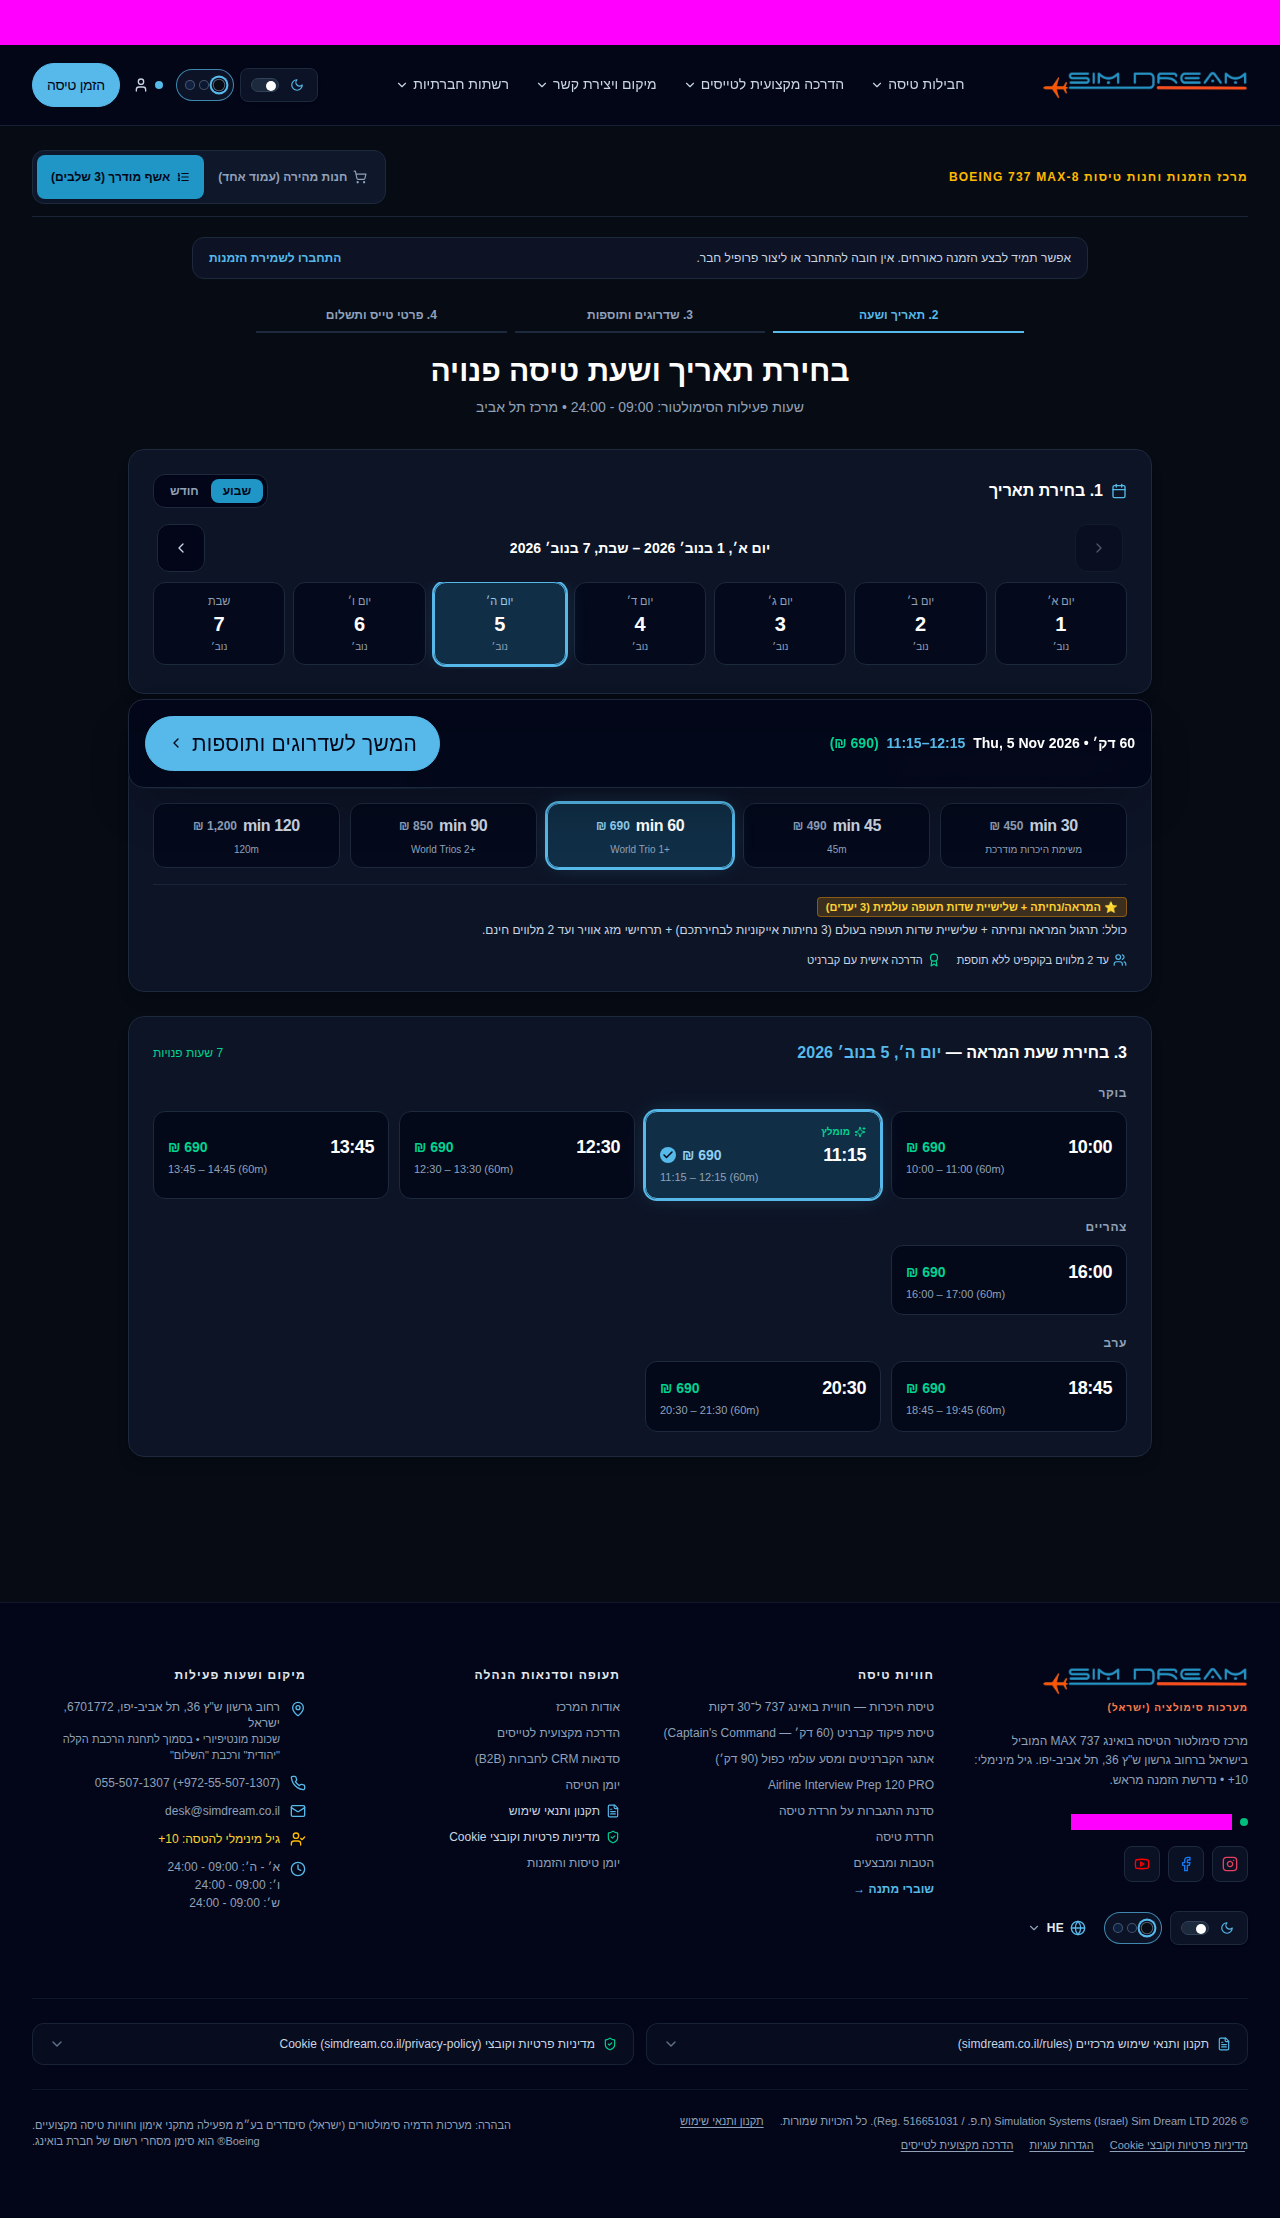 SIM DREAM
חבילות טיסה
הדרכה מקצועית לטייסים
מיקום ויצירת קשר
רשתות חברתיות
הזמן טיסה
מרכז הזמנות וחנות טיסות BOEING 737 MAX-8
חנות מהירה (עמוד אחד)
אשף מודרך (3 שלבים)
אפשר תמיד לבצע הזמנה כאורחים. אין חובה להתחבר או ליצור פרופיל חבר.
התחברו לשמירת הזמנות
2. תאריך ושעה
3. שדרוגים ותוספות
4. פרטי טייס ותשלום
בחירת תאריך ושעת טיסה פנויה
שעות פעילות הסימולטור: 09:00 - 24:00 • מרכז תל אביב
1. בחירת תאריך
שבוע
חודש
יום א׳, 1 בנוב׳ 2026 – שבת, 7 בנוב׳ 2026
יום א׳
1
נוב׳
יום ב׳
2
נוב׳
יום ג׳
3
נוב׳
יום ד׳
4
נוב׳
יום ה׳
5
נוב׳
יום ו׳
6
נוב׳
שבת
7
נוב׳
60 דק׳ • Thu, 5 Nov 2026 11:15–12:15 (690 ₪)
המשך לשדרוגים ותוספות
30 min 450 ₪
משימת היכרות מודרכת
45 min 490 ₪
45m
60 min 690 ₪
World Trio 1+
90 min 850 ₪
World Trios 2+
120 min 1,200 ₪
120m
⭐ המראה/נחיתה + שלישיית שדות תעופה עולמית (3 יעדים)
כולל: תרגול המראה ונחיתה + שלישיית שדות תעופה בעולם (3 נחיתות אייקוניות לבחירתכם) + תרחישי מזג אוויר ועד 2 מלווים חינם.
עד 2 מלווים בקוקפיט ללא תוספת
הדרכה אישית עם קברניט
3. בחירת שעת המראה — יום ה׳, 5 בנוב׳ 2026
7 שעות פנויות
בוקר
10:00
690 ₪
10:00 – 11:00 (60m)
מומלץ
11:15
690 ₪
11:15 – 12:15 (60m)
12:30
690 ₪
12:30 – 13:30 (60m)
13:45
690 ₪
13:45 – 14:45 (60m)
צהריים
16:00
690 ₪
16:00 – 17:00 (60m)
ערב
18:45
690 ₪
18:45 – 19:45 (60m)
20:30
690 ₪
20:30 – 21:30 (60m)
SIM DREAM
מערכות סימולציה (ישראל)
מרכז סימולטור הטיסה בואינג 737 MAX המוביל
בישראל ברחוב גרשון ש"ץ 36, תל אביב-יפו. גיל מינימלי:
10+ • נדרשת הזמנה מראש.
HE
חוויות טיסה
טיסת היכרות — חוויית בואינג 737 ל־30 דקות
טיסת פיקוד קברניט (60 דק׳ — Captain's Command)
אתגר הקברניטים ומסע עולמי כפול (90 דק׳)
Airline Interview Prep 120 PRO
סדנת התגברות על חרדת טיסה
חרדת טיסה
הטבות ומבצעים
שוברי מתנה →
תעופה וסדנאות הנהלה
אודות המרכז
הדרכה מקצועית לטייסים
סדנאות CRM לחברות (B2B)
יומן הטיסה
תקנון ותנאי שימוש
מדיניות פרטיות וקובצי Cookie
יומן טיסות והזמנות
מיקום ושעות פעילות
רחוב גרשון ש"ץ 36, תל אביב-יפו, 6701772,
ישראל
שכונת מונטיפיורי • בסמוך לתחנת הרכבת הקלה
"יהודית" ורכבת "השלום"
055-507-1307 (+972-55-507-1307)
desk@simdream.co.il
גיל מינימלי להטסה: 10+
א׳ - ה׳: 09:00 - 24:00
ו׳: 09:00 - 24:00
ש׳: 09:00 - 24:00
תקנון ותנאי שימוש מרכזיים (simdream.co.il/rules)
מדיניות פרטיות וקובצי Cookie (simdream.co.il/privacy-policy)
© 2026 Simulation Systems (Israel) Sim Dream LTD (ח.פ. / Reg. 516651031). כל הזכויות שמורות.
תקנון ותנאי שימוש
מדיניות פרטיות וקובצי Cookie
הגדרות עוגיות
הדרכה מקצועית לטייסים
הבהרה: מערכות הדמיה סימולטורים (ישראל) סימדרים בע״מ מפעילה מתקני אימון וחוויות טיסה מקצועיים.
Boeing® הוא סימן מסחרי רשום של חברת בואינג.